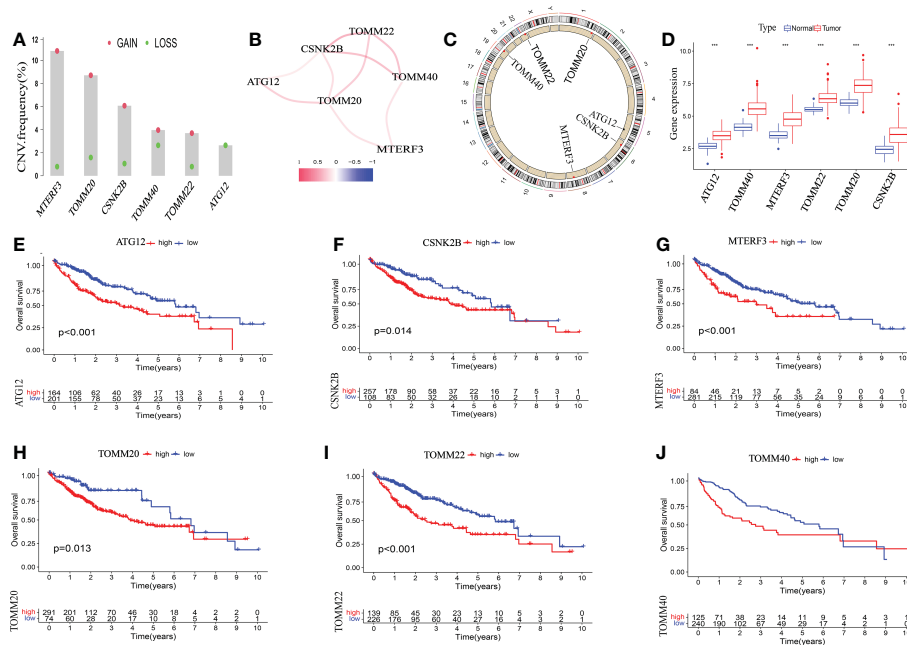 A
GAIN LOSS
CNV.frequency(%)
12
10
8
6
4
2
0
MTERF3 TOMM20 CSNK2B TOMM40 TOMM22 ATG12
B
TOMM22
CSNK2B
ATG12
TOMM40
TOMM20
MTERF3
1 0.5 0 −0.5 −1
C
1 2 3 4 5 6 7 8 9 10 11 12 13 14 15 16 17 18 19 20 21 22 X Y
TOMM20
TOMM22
TOMM40
ATG12
CSNK2B
MTERF3
D
Type Normal Tumor
Gene expression
*** *** *** *** *** ***
10.0
7.5
5.0
2.5
ATG12 TOMM40 MTERF3 TOMM22 TOMM20 CSNK2B
E
ATG12 high low
Overall survival
1.00
0.75
0.50
0.25
0.00
p<0.001
0 1 2 3 4 5 6 7 8 9 10
Time(years)
ATG12
high 164 106 62 40 26 17 13 3 1 0 0
low 201 155 78 50 37 23 13 6 5 4 1
0 1 2 3 4 5 6 7 8 9 10
Time(years)
F
CSNK2B high low
Overall survival
1.00
0.75
0.50
0.25
0.00
p=0.014
0 1 2 3 4 5 6 7 8 9 10
Time(years)
CSNK2B
high 257 178 90 58 37 22 16 7 5 3 1
low 108 83 50 32 26 18 10 2 1 1 0
0 1 2 3 4 5 6 7 8 9 10
Time(years)
G
MTERF3 high low
Overall survival
1.00
0.75
0.50
0.25
0.00
p<0.001
0 1 2 3 4 5 6 7 8 9 10
Time(years)
MTERF3
high 84 46 21 13 7 5 2 0 0 0 0
low 281 215 119 77 56 35 24 9 6 4 1
0 1 2 3 4 5 6 7 8 9 10
Time(years)
H
TOMM20 high low
Overall survival
1.00
0.75
0.50
0.25
0.00
p=0.013
0 1 2 3 4 5 6 7 8 9 10
Time(years)
TOMM20
high 291 201 112 70 46 30 18 4 2 2 0
low 74 60 28 20 17 10 8 5 4 2 1
0 1 2 3 4 5 6 7 8 9 10
Time(years)
I
TOMM22 high low
Overall survival
1.00
0.75
0.50
0.25
0.00
p<0.001
0 1 2 3 4 5 6 7 8 9 10
Time(years)
TOMM22
high 139 85 45 30 23 13 10 5 3 2 0
low 226 176 95 60 40 27 16 4 3 2 1
0 1 2 3 4 5 6 7 8 9 10
Time(years)
J
TOMM40 high low
Overall survival
1.00
0.75
0.50
0.25
0.00
0 1 2 3 4 5 6 7 8 9 10
Time(years)
TOMM40
high 125 71 38 23 14 11 9 5 4 3 1
low 240 190 102 67 49 29 17 4 2 1 0
0 1 2 3 4 5 6 7 8 9 10
Time(years)